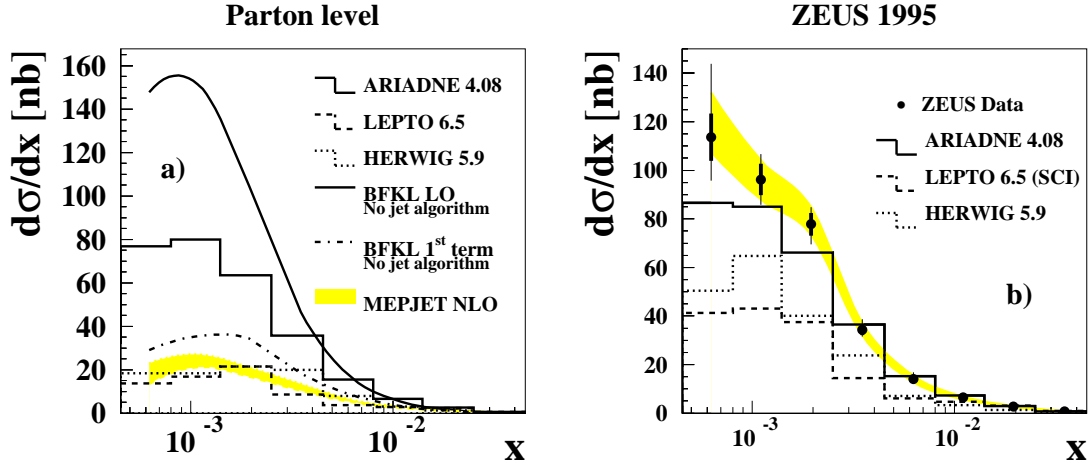 Parton level
dσ/dx [nb]
160
140
120
100
80
60
40
20
0
a)
ARIADNE 4.08
LEPTO 6.5
HERWIG 5.9
BFKL LO
No jet algorithm
BFKL 1st term
No jet algorithm
MEPJET NLO
10-3
10-2
x
ZEUS 1995
dσ/dx [nb]
140
120
100
80
60
40
20
0
ZEUS Data
ARIADNE 4.08
LEPTO 6.5 (SCI)
HERWIG 5.9
b)
10-3
10-2
x